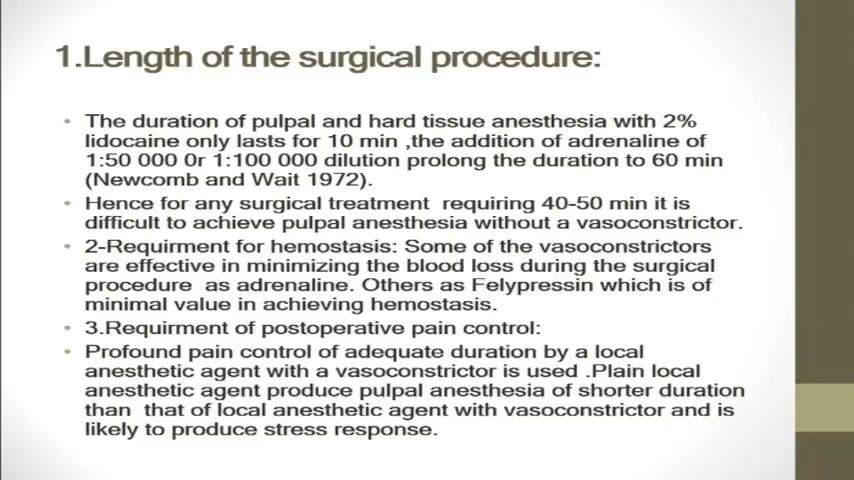 1.Length of the surgical procedure:
• The duration of pulpal and hard tissue anesthesia with 2%
lidocaine only lasts for 10 min ,the addition of adrenaline of
1:50 000 0r 1:100 000 dilution prolong the duration to 60 min
(Newcomb and Wait 1972).
• Hence for any surgical treatment requiring 40-50 min it is
difficult to achieve pulpal anesthesia without a vasoconstrictor.
• 2-Requirment for hemostasis: Some of the vasoconstrictors
are effective in minimizing the blood loss during the surgical
procedure as adrenaline. Others as Felypressin which is of
minimal value in achieving hemostasis.
• 3.Requirment of postoperative pain control:
• Profound pain control of adequate duration by a local
anesthetic agent with a vasoconstrictor is used .Plain local
anesthetic agent produce pulpal anesthesia of shorter duration
than that of local anesthetic agent with vasoconstrictor and is
likely to produce stress response.